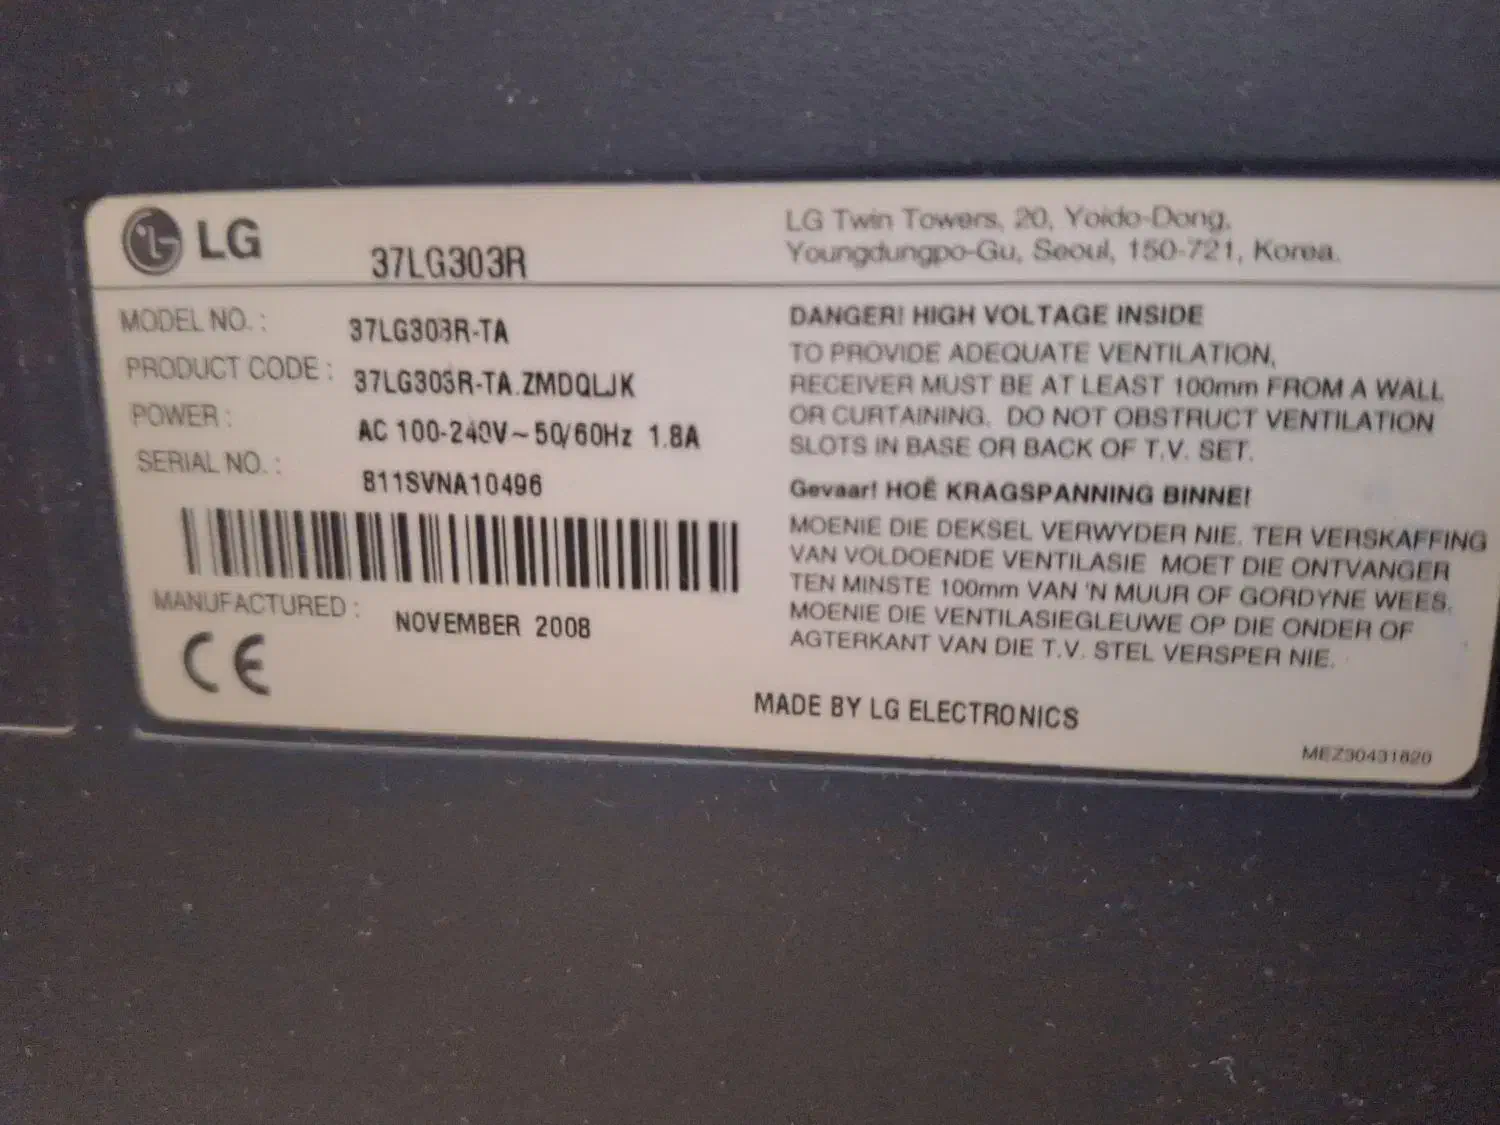 LG
37LG303R
LG Twin Towers, 20, Yoido-Dong,
Youngdungpo-Gu, Seoul, 150-721, Korea.
MODEL NO. : 37LG303R-TA
PRODUCT CODE : 37LG303R-TA.ZMDQLJK
POWER : AC 100-240V~50/60Hz 1.8A
SERIAL NO. : 811SVNA10496
MANUFACTURED : NOVEMBER 2008
CE
DANGER! HIGH VOLTAGE INSIDE
TO PROVIDE ADEQUATE VENTILATION,
RECEIVER MUST BE AT LEAST 100mm FROM A WALL
OR CURTAINING. DO NOT OBSTRUCT VENTILATION
SLOTS IN BASE OR BACK OF T.V. SET.
Gevaar! HOË KRAGSPANNING BINNE!
MOENIE DIE DEKSEL VERWYDER NIE. TER VERSKAFFING
VAN VOLDOENDE VENTILASIE MOET DIE ONTVANGER
TEN MINSTE 100mm VAN 'N MUUR OF GORDYNE WEES.
MOENIE DIE VENTILASIEGLEUWE OP DIE ONDER OF
AGTERKANT VAN DIE T.V. STEL VERSPER NIE.
MADE BY LG ELECTRONICS
MEZ30431820